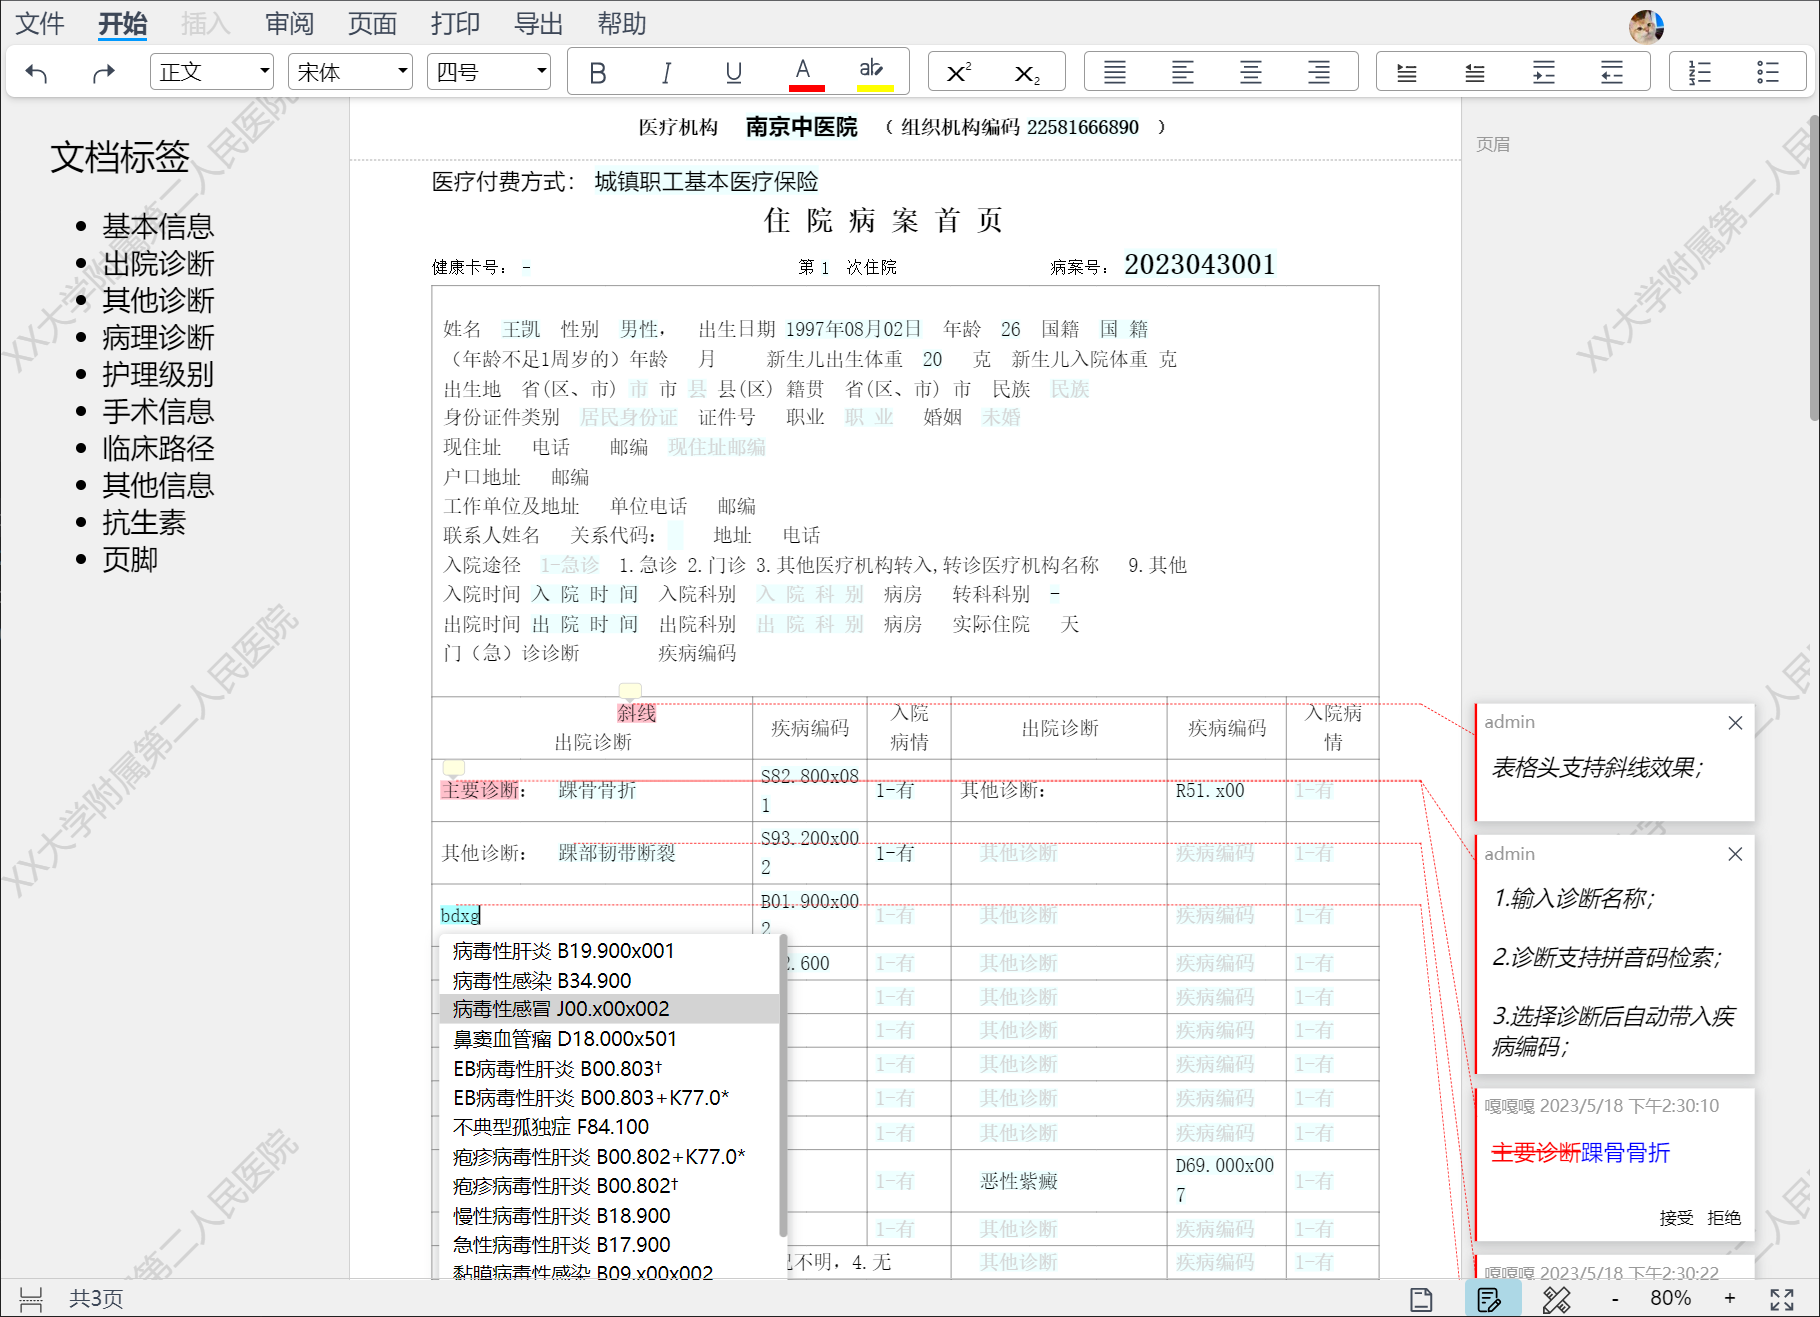 文件 开始 插入 审阅 页面 打印 导出 帮助
正文 宋体 四号 B I U A ab X² X₂
医疗机构 南京中医院 ( 组织机构编码 22581666890 )
页眉
文档标签
基本信息
出院诊断
其他诊断
病理诊断
护理级别
手术信息
临床路径
其他信息
抗生素
页脚
XX大学附属第二人民医院
医疗付费方式： 城镇职工基本医疗保险
住 院 病 案 首 页
健康卡号： - 第 1 次住院 病案号： 2023043001
姓名 王凯 性别 男性， 出生日期 1997年08月02日 年龄 26 国籍 国 籍
（年龄不足1周岁的）年龄 月 新生儿出生体重 20 克 新生儿入院体重 克
出生地 省(区、市) 市 市 县 县(区) 籍贯 省(区、市) 市 民族 民族
身份证件类别 居民身份证 证件号 职业 职 业 婚姻 未婚
现住址 电话 邮编 现住址邮编
户口地址 邮编
工作单位及地址 单位电话 邮编
联系人姓名 关系代码： 地址 电话
入院途径 1-急诊 1.急诊 2.门诊 3.其他医疗机构转入,转诊医疗机构名称 9.其他
入院时间 入 院 时 间 入院科别 入 院 科 别 病房 转科科别 -
出院时间 出 院 时 间 出院科别 出 院 科 别 病房 实际住院 天
门（急）诊诊断 疾病编码
斜线
出院诊断 疾病编码 入院病情 出院诊断 疾病编码 入院病情
主要诊断： 踝骨骨折 S82.800x081 1-有 其他诊断： R51.x00 1-有
其他诊断： 踝部韧带断裂 S93.200x002 1-有 其他诊断 疾病编码 1-有
bdxg B01.900x002 1-有 其他诊断 疾病编码 1-有
2.600 1-有 其他诊断 疾病编码 1-有
1-有 其他诊断 疾病编码 1-有
1-有 其他诊断 疾病编码 1-有
1-有 其他诊断 疾病编码 1-有
1-有 其他诊断 疾病编码 1-有
1-有 其他诊断 疾病编码 1-有
1-有 恶性紫癜 D69.000x007 1-有
1-有 其他诊断 疾病编码 1-有
不明，4.无 其他诊断 疾病编码 1-有
病毒性肝炎 B19.900x001
病毒性感染 B34.900
病毒性感冒 J00.x00x002
鼻窦血管瘤 D18.000x501
EB病毒性肝炎 B00.803†
EB病毒性肝炎 B00.803+K77.0*
不典型孤独症 F84.100
疱疹病毒性肝炎 B00.802+K77.0*
疱疹病毒性肝炎 B00.802†
慢性病毒性肝炎 B18.900
急性病毒性肝炎 B17.900
黏膜病毒性感染 B09.x00x002
admin
表格头支持斜线效果；
admin
1.输入诊断名称；
2.诊断支持拼音码检索；
3.选择诊断后自动带入疾
病编码；
嘎嘎嘎 2023/5/18 下午2:30:10
主要诊断踝骨骨折
接受 拒绝
嘎嘎嘎 2023/5/18 下午2:30:22
共3页 - 80% +